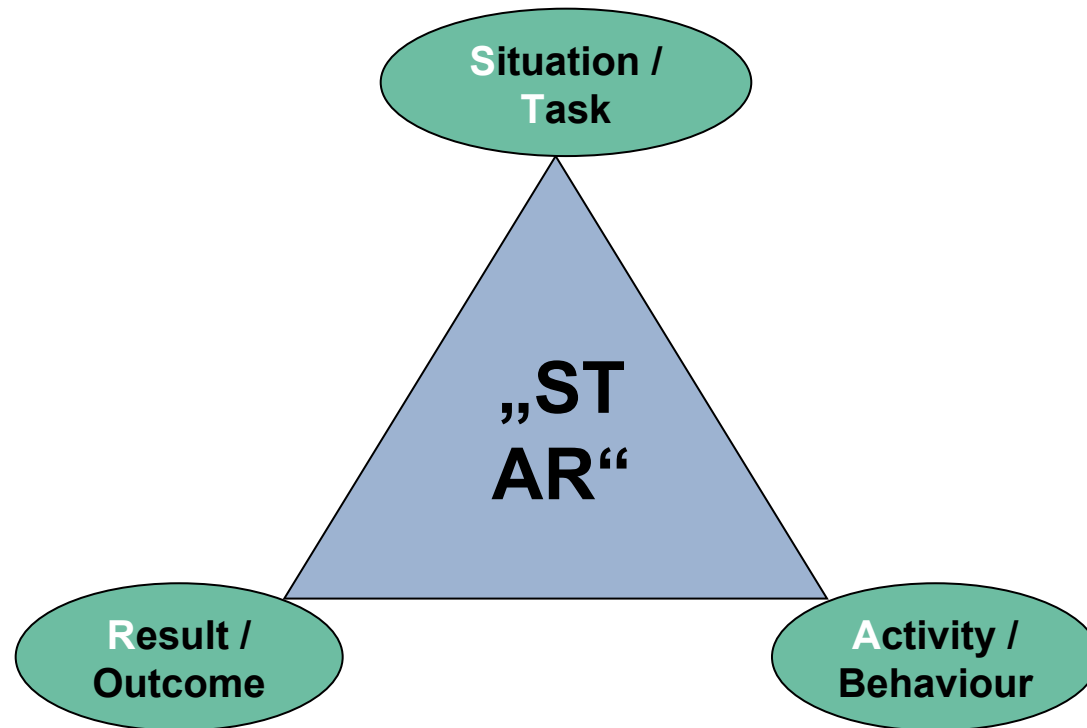 Situation /
Task
„ST
AR“
Result /
Outcome
Activity /
Behaviour